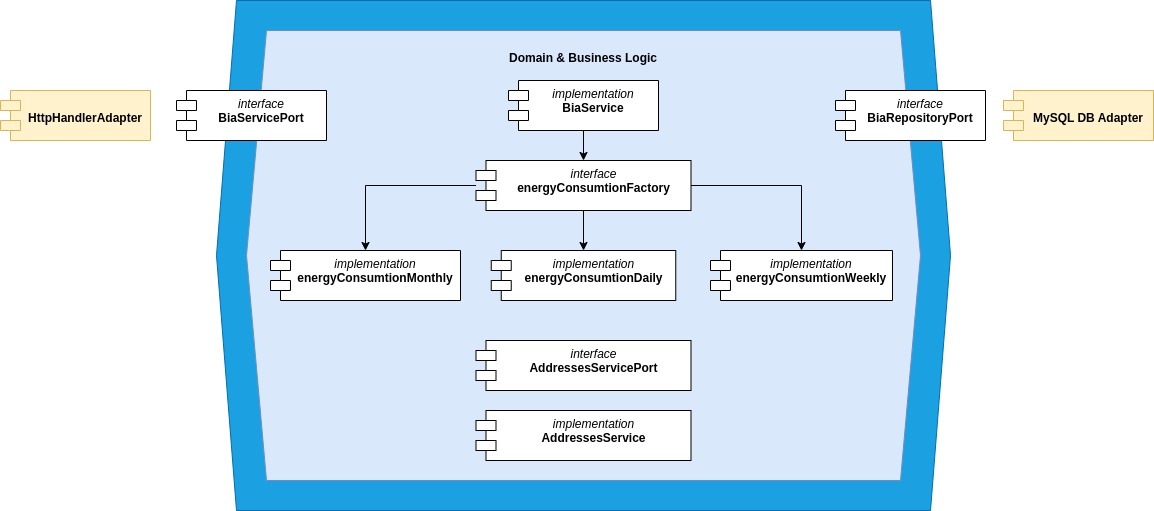 Domain & Business Logic
HttpHandlerAdapter
interface
BiaServicePort
implementation
BiaService
interface
BiaRepositoryPort
MySQL DB Adapter
interface
energyConsumtionFactory
implementation
energyConsumtionMonthly
implementation
energyConsumtionDaily
implementation
energyConsumtionWeekly
interface
AddressesServicePort
implementation
AddressesService